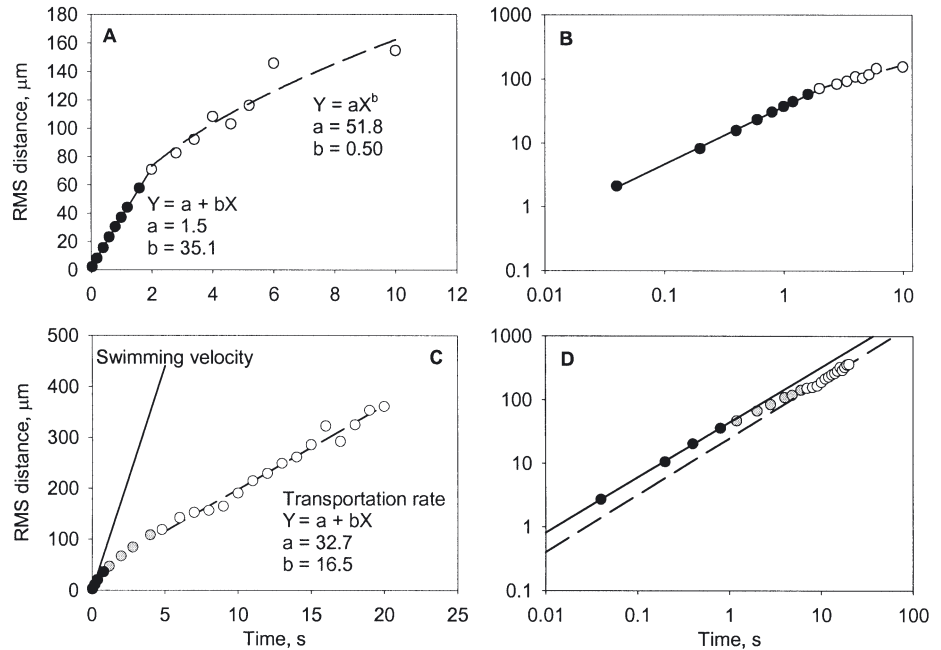 A
RMS distance, μm
180
160
140
120
100
80
60
40
20
0
Y = aX^b
a = 51.8
b = 0.50
Y = a + bX
a = 1.5
b = 35.1
0 2 4 6 8 10 12
B
RMS distance, μm
1000
100
10
1
0.1
0.01 0.1 1 10
C
RMS distance, μm
500
400
300
200
100
0
Swimming velocity
Transportation rate
Y = a + bX
a = 32.7
b = 16.5
0 5 10 15 20 25
Time, s
D
1000
100
10
1
0.1
0.01 0.1 1 10 100
Time, s